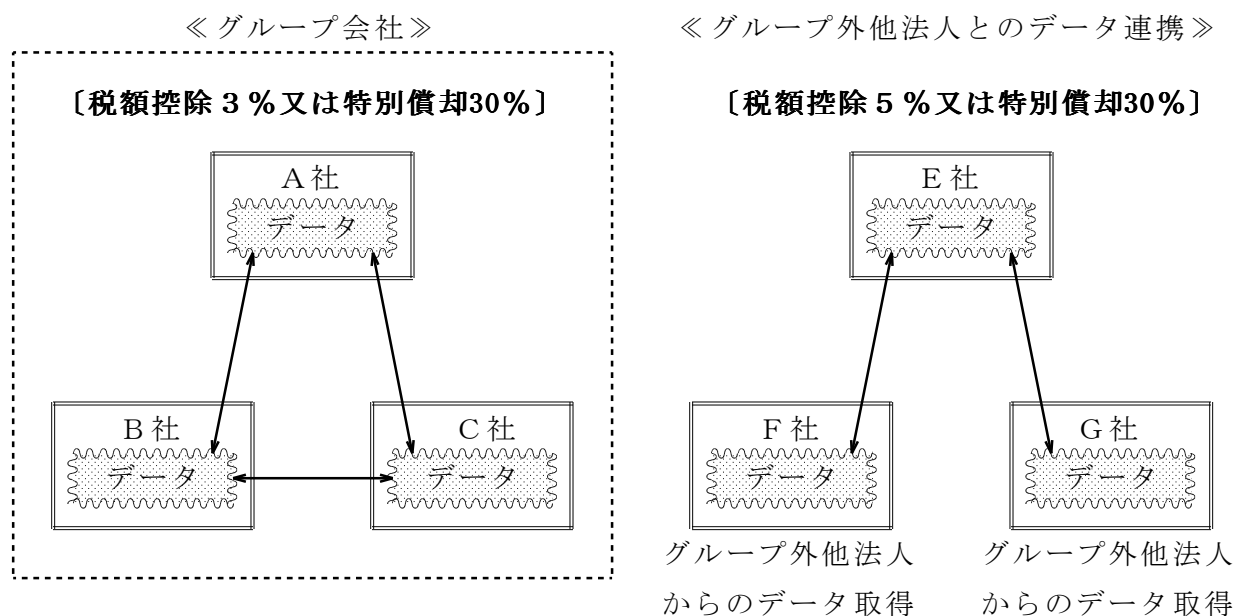 ≪グループ会社≫
〔税額控除３％又は特別償却30％〕
A社
データ
B社
データ
C社
データ
≪グループ外他法人とのデータ連携≫
〔税額控除５％又は特別償却30％〕
E社
データ
F社
データ
グループ外他法人
からのデータ取得
G社
データ
グループ外他法人
からのデータ取得